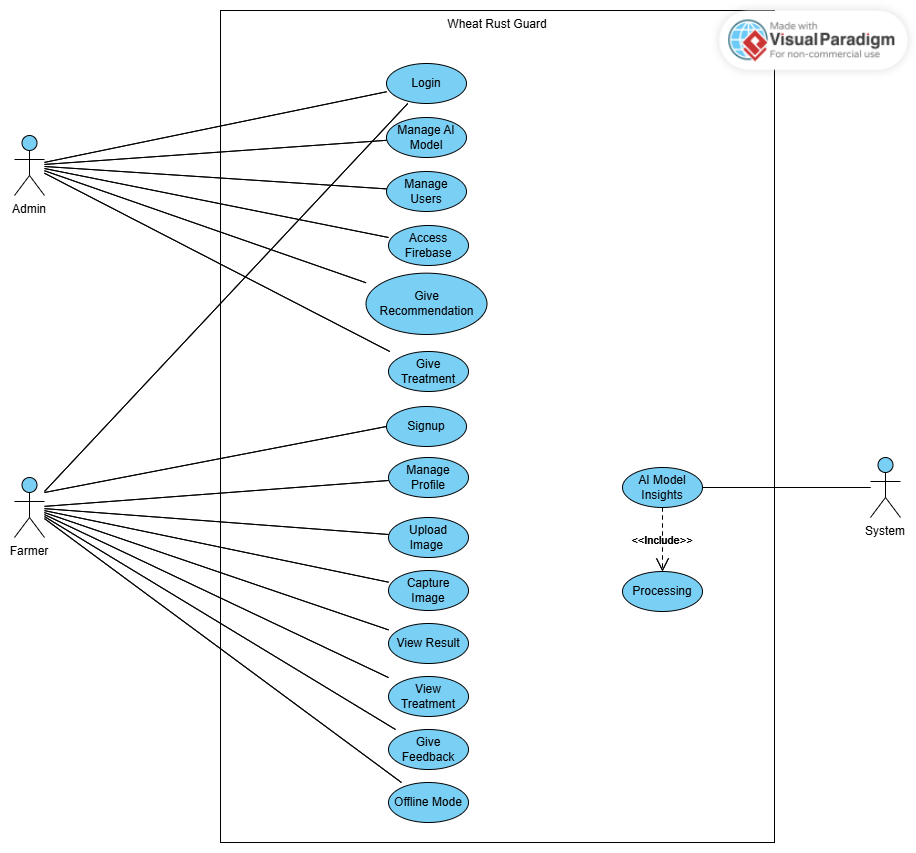 Wheat Rust Guard
Made with
Visual Paradigm
For non-commercial use
Login
Manage AI
Model
Manage
Users
Access
Firebase
Give
Recommendation
Give
Treatment
Admin
Signup
Manage
Profile
Upload
Image
Capture
Image
View Result
View
Treatment
Give
Feedback
Offline Mode
Farmer
AI Model
Insights
<<Include>>
Processing
System